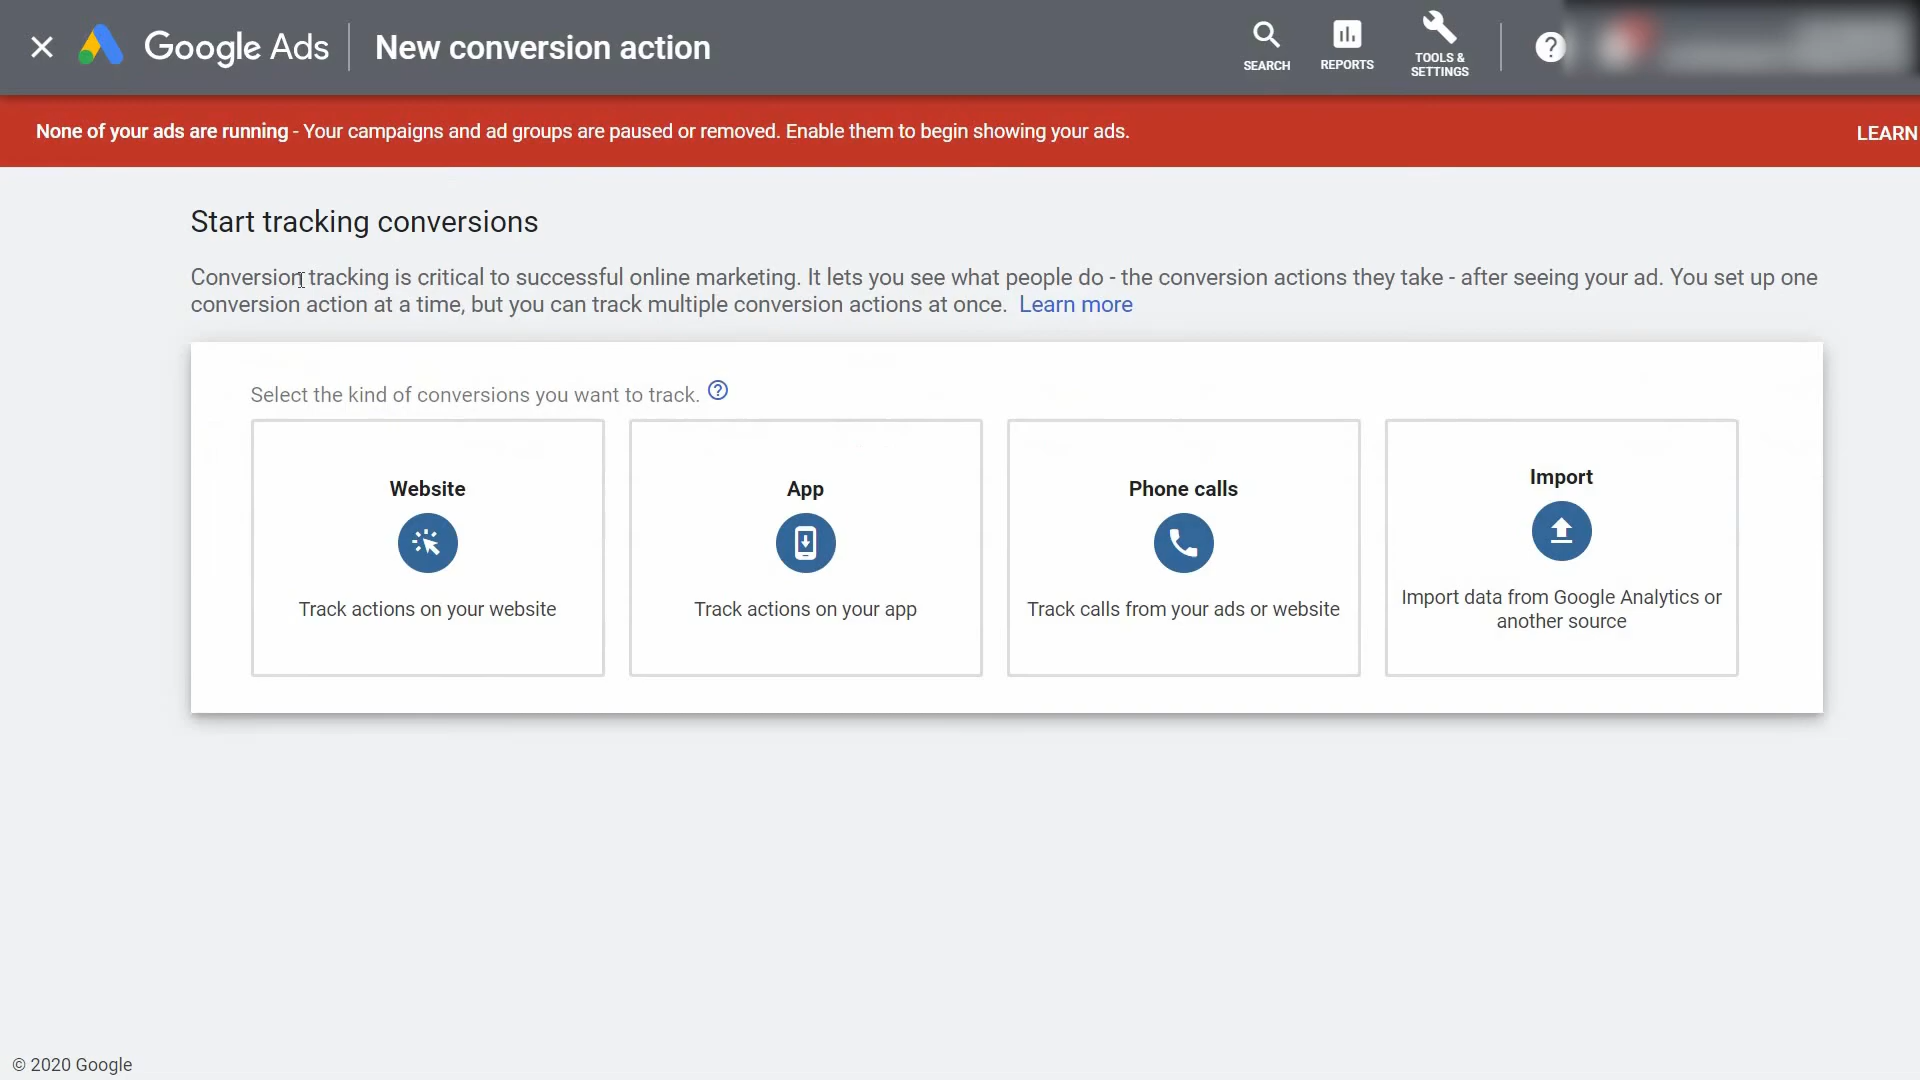 Google Ads
New conversion action
SEARCH
REPORTS
TOOLS &
SETTINGS
None of your ads are running - Your campaigns and ad groups are paused or removed. Enable them to begin showing your ads.
LEARN
Start tracking conversions
Conversion tracking is critical to successful online marketing. It lets you see what people do - the conversion actions they take - after seeing your ad. You set up one
conversion action at a time, but you can track multiple conversion actions at once. Learn more
Select the kind of conversions you want to track.
Website
Track actions on your website
App
Track actions on your app
Phone calls
Track calls from your ads or website
Import
Import data from Google Analytics or
another source
© 2020 Google